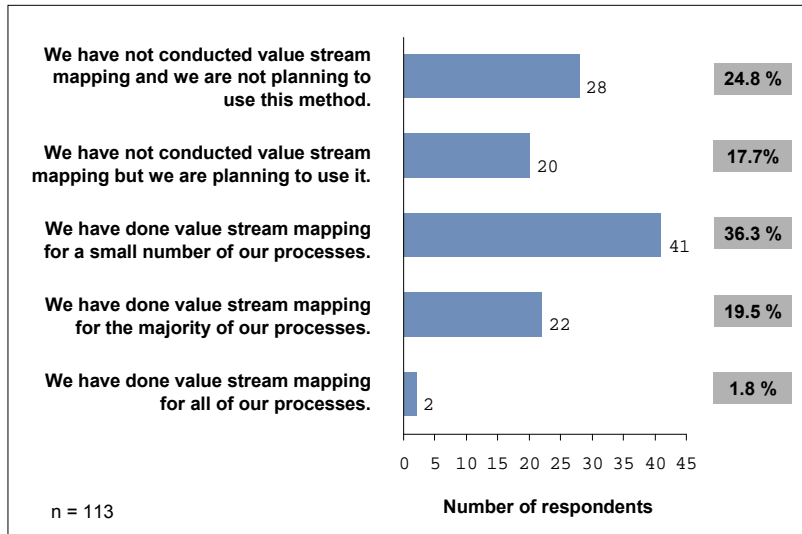 We have not conducted value stream
mapping and we are not planning to
use this method.
28
24.8 %
We have not conducted value stream
mapping but we are planning to use it.
20
17.7%
We have done value stream mapping
for a small number of our processes.
41
36.3 %
We have done value stream mapping
for the majority of our processes.
22
19.5 %
We have done value stream mapping
for all of our processes.
2
1.8 %
0 5 10 15 20 25 30 35 40 45
Number of respondents
n = 113